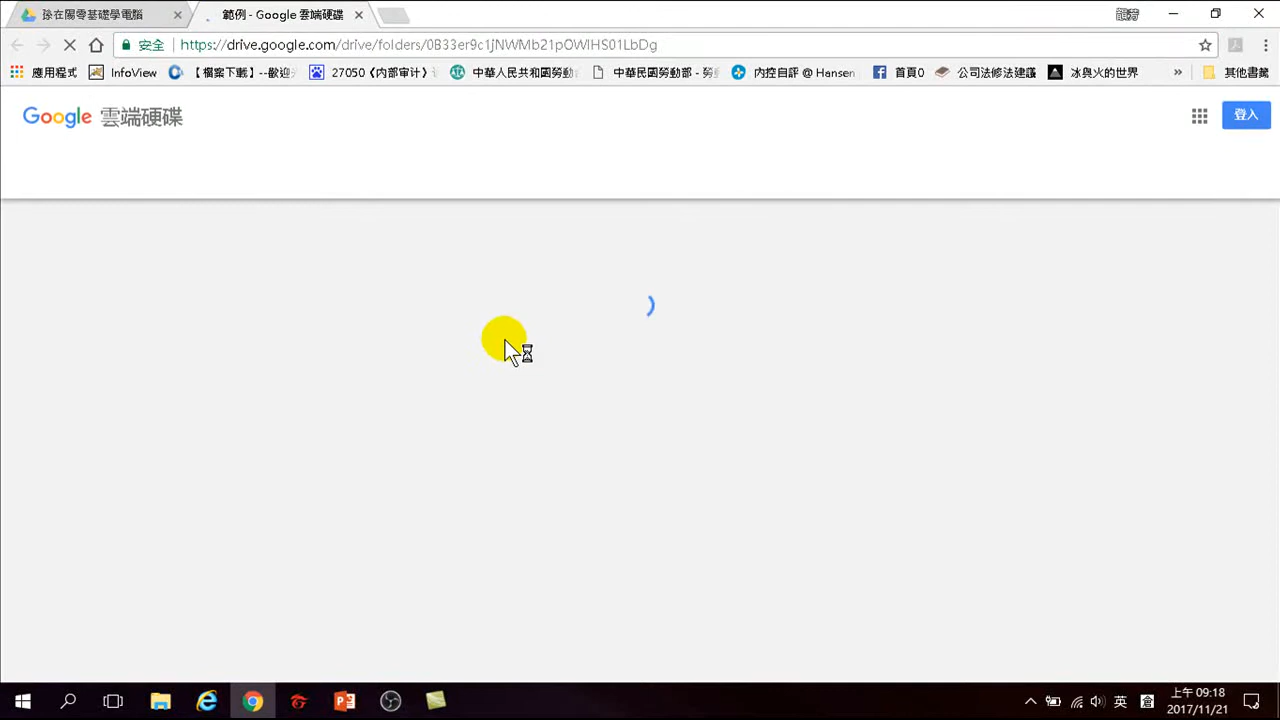 孫在陽零基礎學電腦
範例 - Google 雲端硬碟
安全 https://drive.google.com/drive/folders/0B33er9c1jNWMb21pOWlHS01LbDg
應用程式 InfoView 【檔案下載】--歡迎 27050《内部审计》 中華人民共和國勞動 中華民國勞動部 - 勞 內控自評 @ Hansen 首頁0 公司法修法建議 冰與火的世界 » 其他書籤
Google 雲端硬碟
登入
英
上午 09:18
2017/11/21